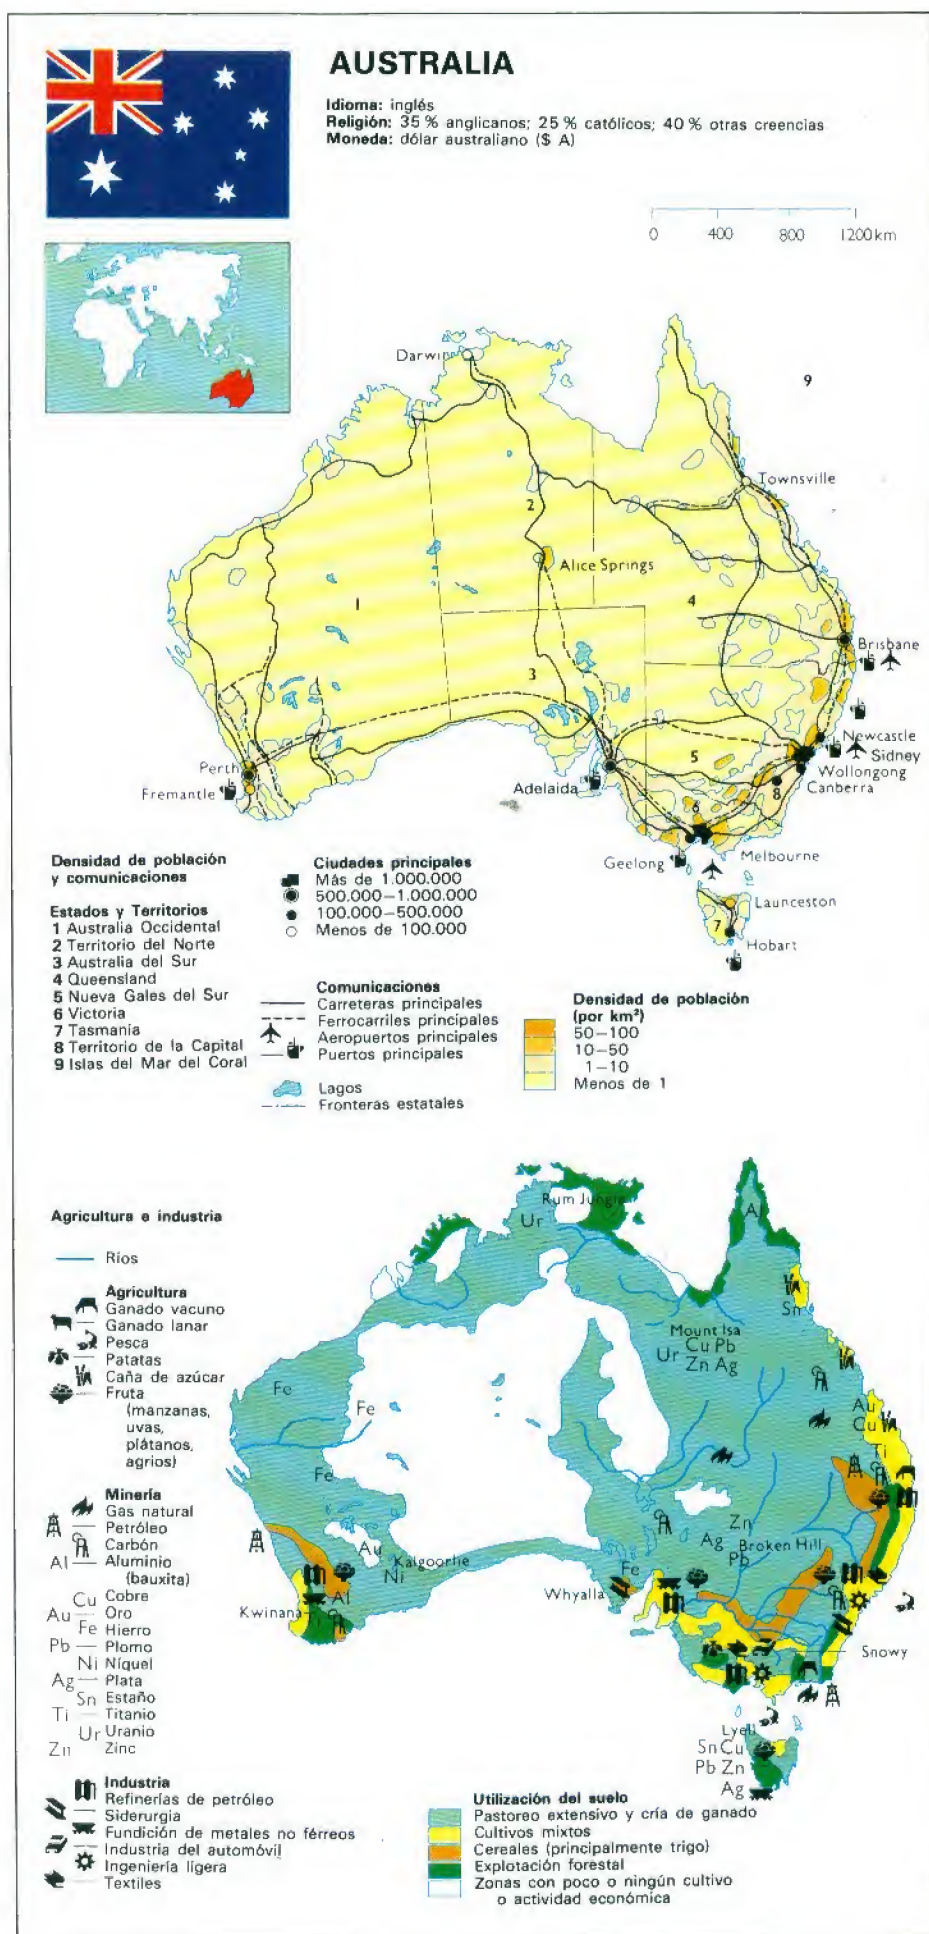 AUSTRALIA
Idioma: inglés
Religión: 35 % anglicanos; 25 % católicos; 40 % otras creencias
Moneda: dólar australiano ($ A)
0 400 800 1200 km
Darwin
9
Townsville
2
Alice Springs
1
4
Brisbane
3
Newcastle
Sidney
5
Perth
Wollongong
Fremantle
Adelaida
8
Canberra
6
Geelong
Melbourne
Launceston
7
Hobart
Densidad de población
y comunicaciones
Estados y Territorios
1 Australia Occidental
2 Territorio del Norte
3 Australia del Sur
4 Queensland
5 Nueva Gales del Sur
6 Victoria
7 Tasmania
8 Territorio de la Capital
9 Islas del Mar del Coral
Ciudades principales
Más de 1.000.000
500.000–1.000.000
100.000–500.000
Menos de 100.000
Comunicaciones
Carreteras principales
Ferrocarriles principales
Aeropuertos principales
Puertos principales
Lagos
Fronteras estatales
Densidad de población
(por km²)
50–100
10–50
1–10
Menos de 1
Agricultura e industria
Ríos
Agricultura
Ganado vacuno
Ganado lanar
Pesca
Patatas
Caña de azúcar
Fruta
(manzanas,
uvas,
plátanos,
agrios)
Minería
Gas natural
Petróleo
Carbón
Al Aluminio
(bauxita)
Cu Cobre
Au Oro
Fe Hierro
Pb Plomo
Ni Níquel
Ag Plata
Sn Estaño
Ti Titanio
Ur Uranio
Zn Zinc
Industria
Refinerías de petróleo
Siderurgia
Fundición de metales no férreos
Industria del automóvil
Ingeniería ligera
Textiles
Rum Jungle
Ur
Al
Sn
Mount Isa
Cu Pb
Ur
Zn Ag
Fe
Fe
Au
Cu
Ti
Fe
Zn
Ag
Broken Hill
Pb
Au
Kalgoorlie
Ni
Fe
Whyalla
Al
Kwinana
Snowy
Lyell
Sn Cu
Pb Zn
Ag
Utilización del suelo
Pastoreo extensivo y cría de ganado
Cultivos mixtos
Cereales (principalmente trigo)
Explotación forestal
Zonas con poco o ningún cultivo
o actividad económica